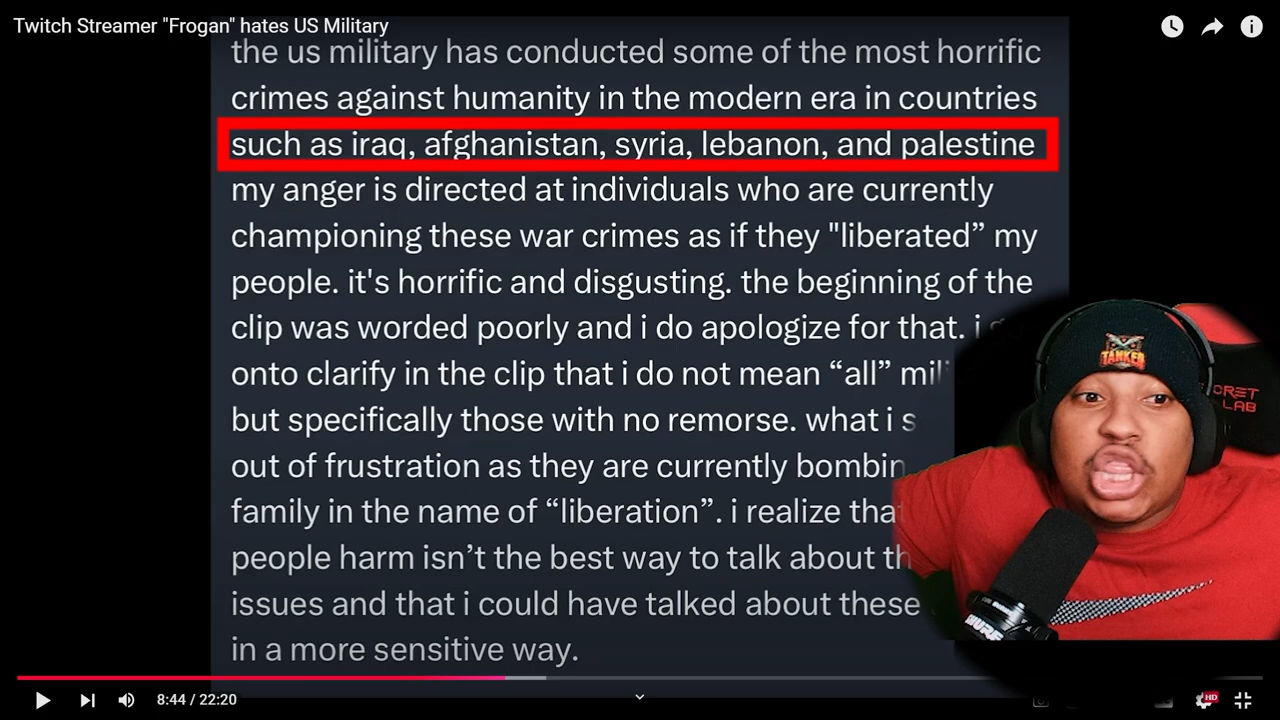 Twitch Streamer "Frogan" hates US Military
the us military has conducted some of the most horrific
crimes against humanity in the modern era in countries
such as iraq, afghanistan, syria, lebanon, and palestine
my anger is directed at individuals who are currently
championing these war crimes as if they "liberated” my
people. it's horrific and disgusting. the beginning of the
clip was worded poorly and i do apologize for that. i
onto clarify in the clip that i do not mean “all”
but specifically those with no remorse. what i
out of frustration as they are currently
family in the name of “liberation”. i realize
people harm isn’t the best way to talk about
issues and that i could have talked about these
in a more sensitive way.
TANKER
LAB
8:44 / 22:20
HD